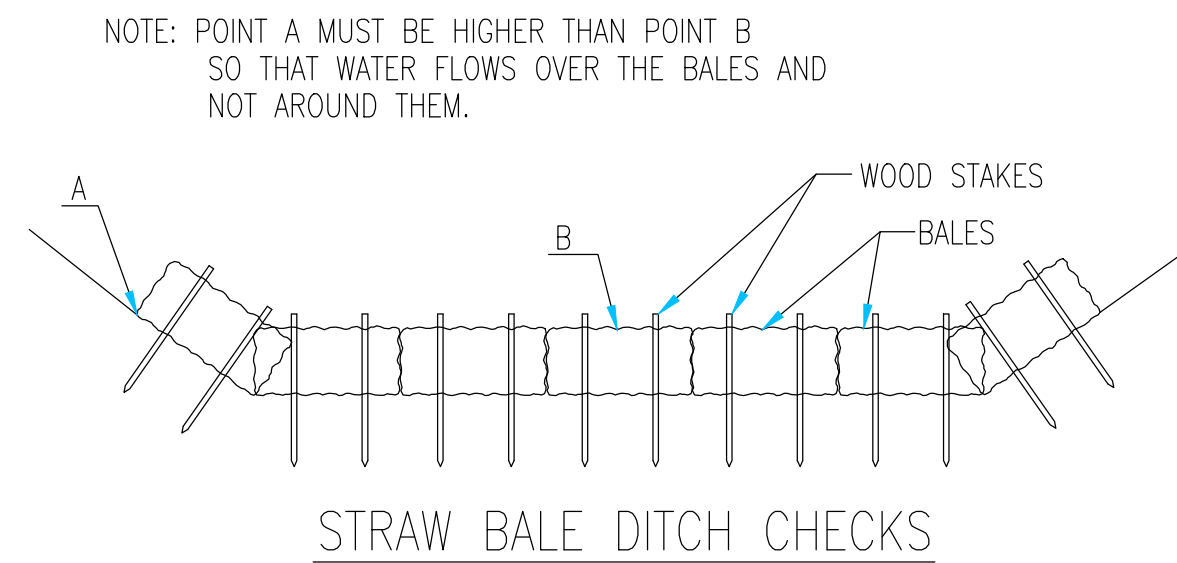 NOTE: POINT A MUST BE HIGHER THAN POINT B
SO THAT WATER FLOWS OVER THE BALES AND
NOT AROUND THEM.
A
WOOD STAKES
B
BALES
STRAW BALE DITCH CHECKS